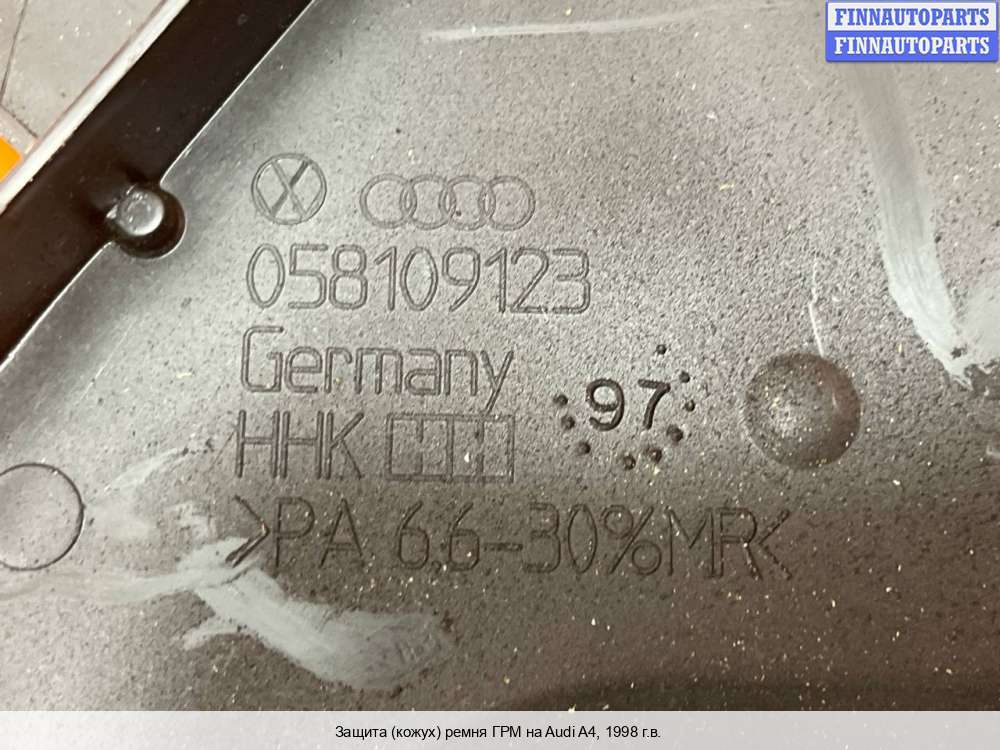 FINNAUTOPARTS
FINNAUTOPARTS
058109123
Germany
97
HHK
>PA 6.6-30%MR<
Защита (кожух) ремня ГРМ на Audi A4, 1998 г.в.